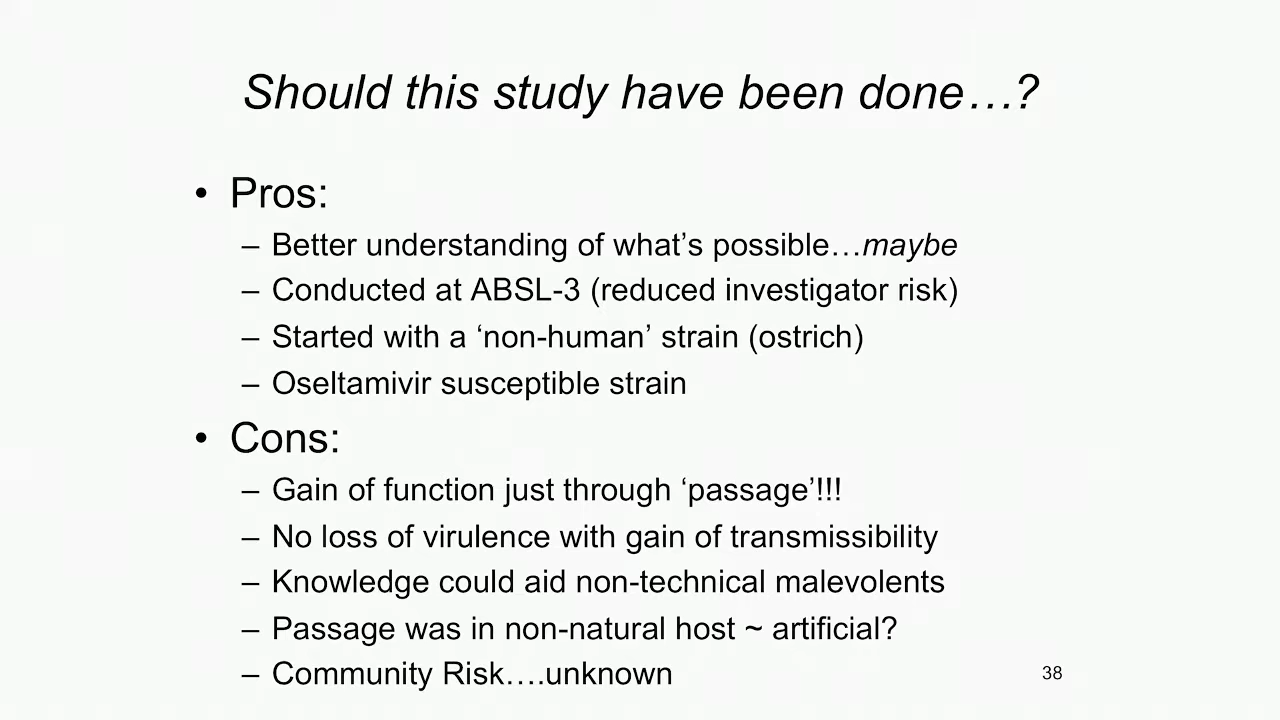 Should this study have been done…?
• Pros:
– Better understanding of what’s possible…maybe
– Conducted at ABSL-3 (reduced investigator risk)
– Started with a ‘non-human’ strain (ostrich)
– Oseltamivir susceptible strain
• Cons:
– Gain of function just through ‘passage’!!!
– No loss of virulence with gain of transmissibility
– Knowledge could aid non-technical malevolents
– Passage was in non-natural host ~ artificial?
– Community Risk….unknown
38